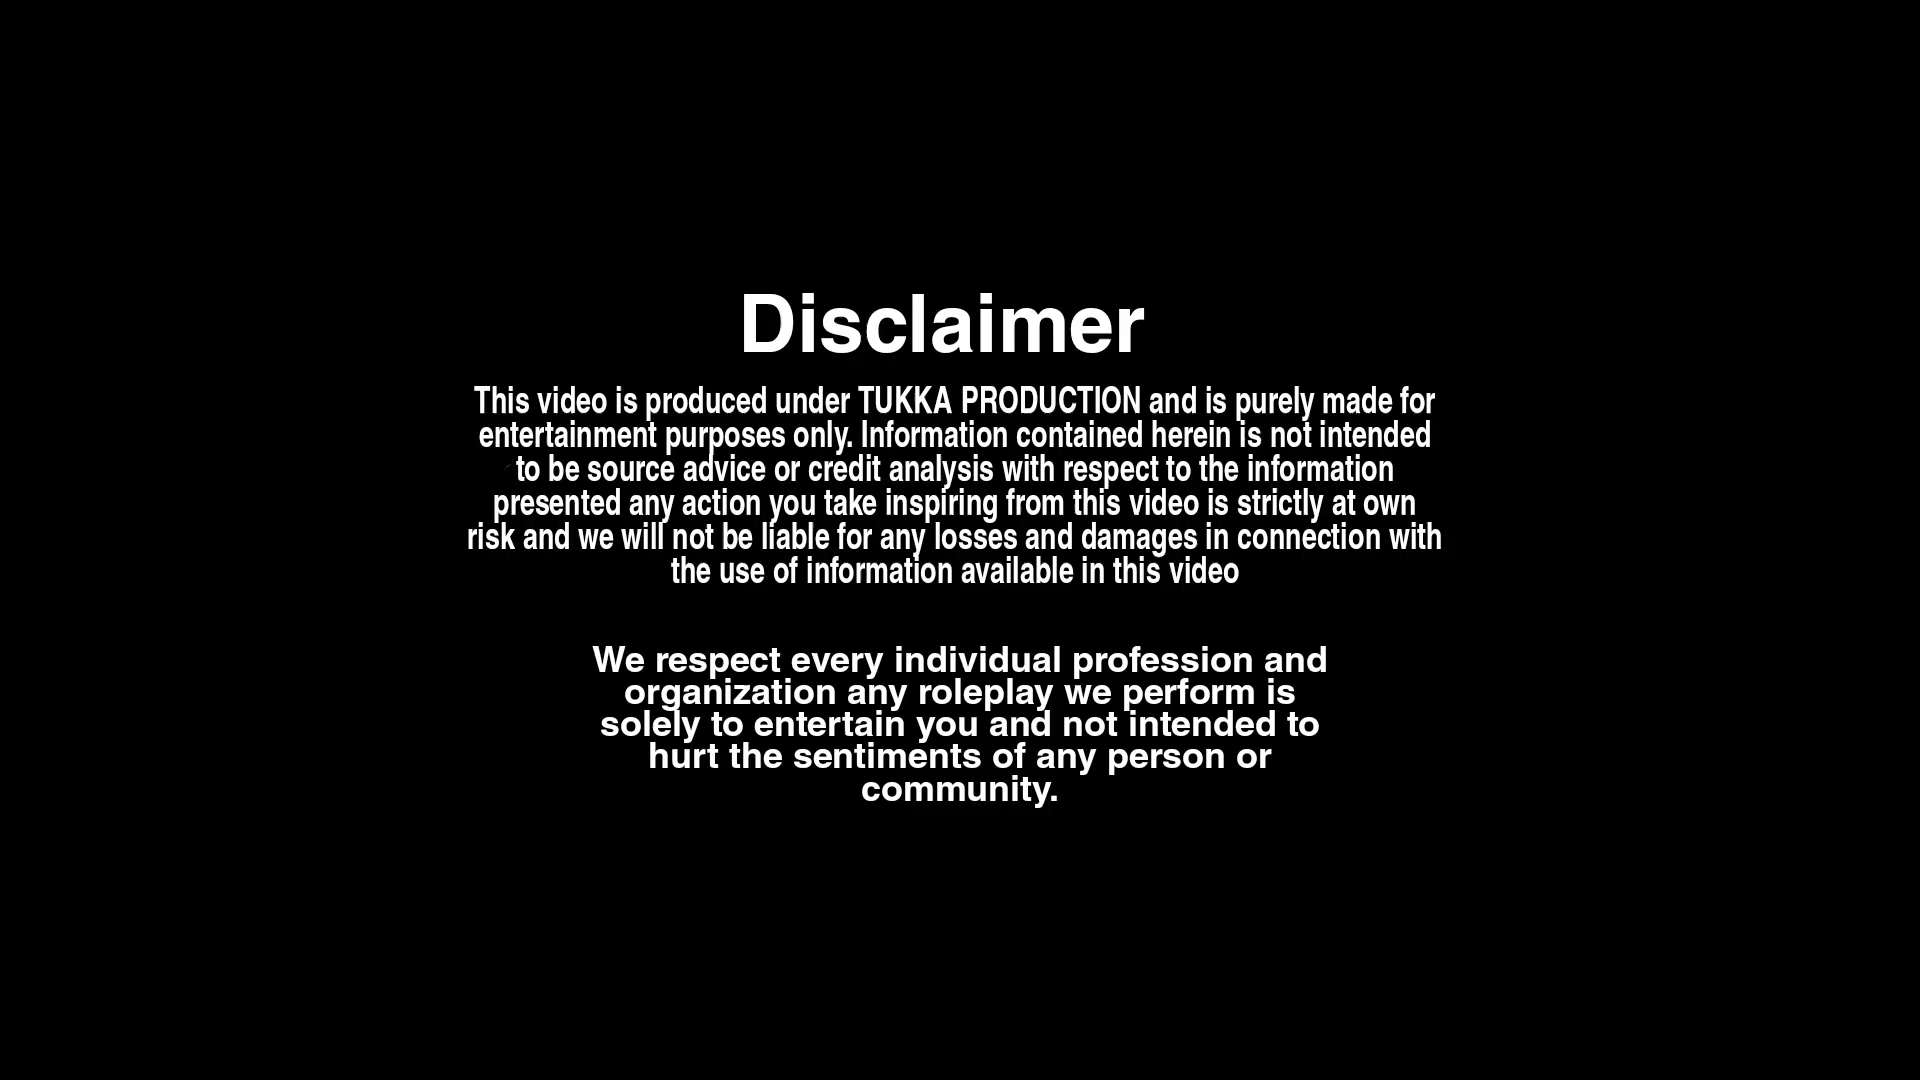 Disclaimer
This video is produced under TUKKA PRODUCTION and is purely made for
entertainment purposes only. Information contained herein is not intended
to be source advice or credit analysis with respect to the information
presented any action you take inspiring from this video is strictly at own
risk and we will not be liable for any losses and damages in connection with
the use of information available in this video
We respect every individual profession and
organization any roleplay we perform is
solely to entertain you and not intended to
hurt the sentiments of any person or
community.